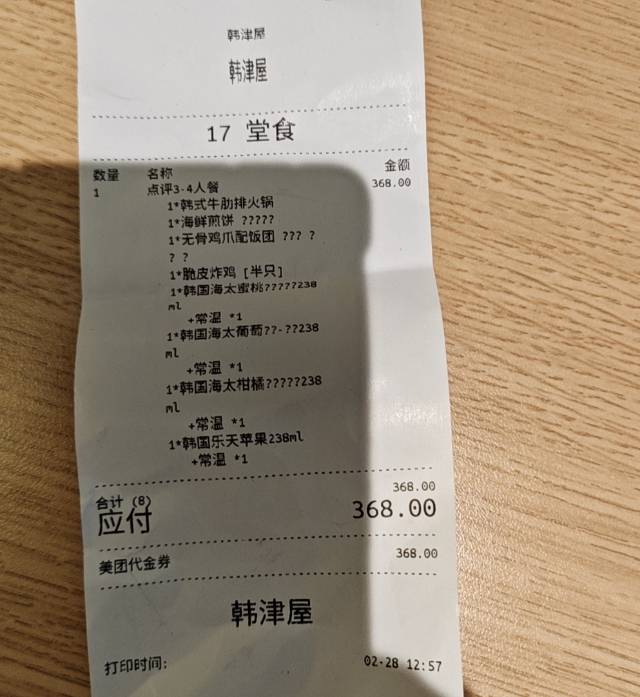 韩津屋
韩津屋
17 堂食
数量 名称 金额
1 点评3-4人餐 368.00
1*韩式牛肋排火锅
1*海鲜煎饼 ?????
1*无骨鸡爪配饭团 ??? ?
? ?
1*脆皮炸鸡 [半只]
1*韩国海太蜜桃?????238
ml
+常温 *1
1*韩国海太葡萄??-??238
ml
+常温 *1
1*韩国海太柑橘?????238
ml
+常温 *1
1*韩国乐天苹果238ml
+常温 *1
合计 (8) 368.00
应付 368.00
美团代金券 368.00
韩津屋
打印时间: 02-28 12:57